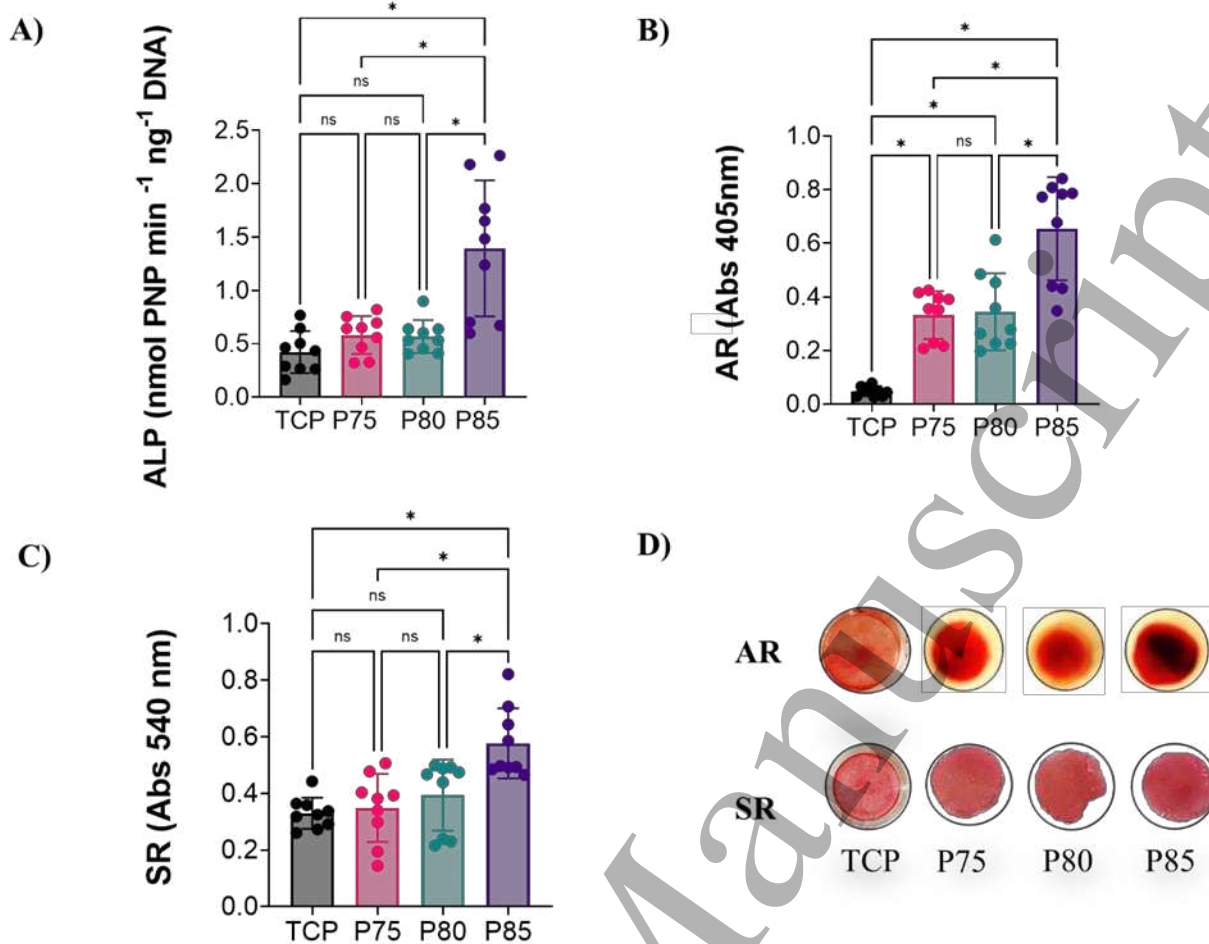 A)
*
*
ns
ns
ns
*
ALP (nmol PNP min -1 ng-1 DNA)
2.5
2.0
1.5
1.0
0.5
0.0
TCP P75 P80 P85
B)
*
*
*
*
ns
*
AR (Abs 405nm)
1.0
0.8
0.6
0.4
0.2
0.0
TCP P75 P80 P85
C)
*
*
ns
ns
ns
*
SR (Abs 540 nm)
1.0
0.8
0.6
0.4
0.2
0.0
TCP P75 P80 P85
D)
AR
SR
TCP P75 P80 P85
Manuscript